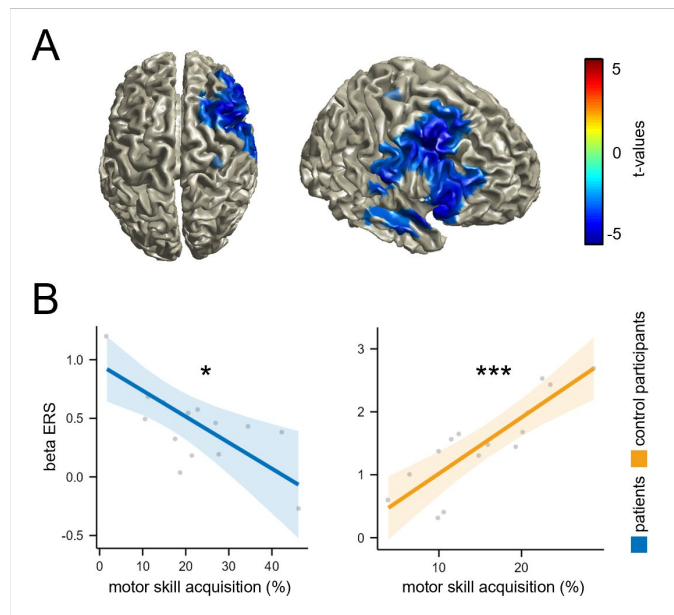 A
5
0
-5
t-values
B
beta ERS
1.0
0.5
0.0
-0.5
*
0 10 20 30 40
motor skill acquisition (%)
3
2
1
0
***
10 20
motor skill acquisition (%)
control participants
patients